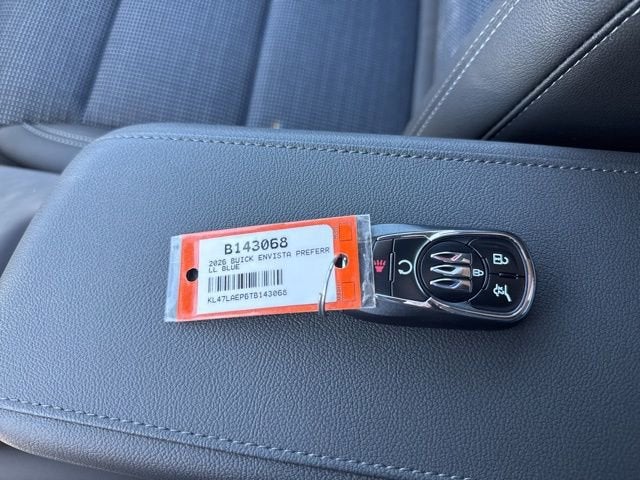 B143068
2026 BUICK ENVISTA PREFERR
LL BLUE
KL47LAEP6TB143068